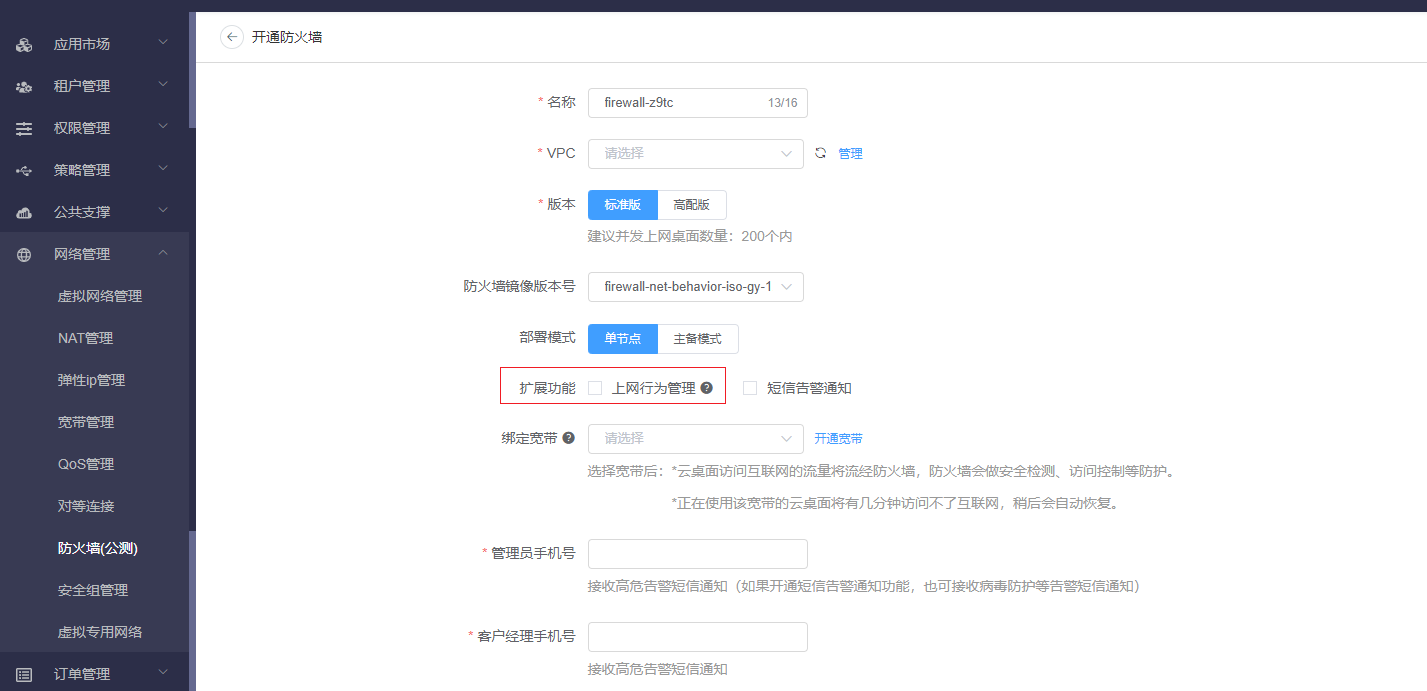 应用市场
租户管理
权限管理
策略管理
公共支撑
网络管理
虚拟网络管理
NAT管理
弹性ip管理
宽带管理
QoS管理
对等连接
防火墙(公测)
安全组管理
虚拟专用网络
订单管理
开通防火墙
* 名称 firewall-z9tc 13/16
* VPC 请选择 管理
* 版本 标准版 高配版
建议并发上网桌面数量：200个内
防火墙镜像版本号 firewall-net-behavior-iso-gy-1
部署模式 单节点 主备模式
扩展功能 上网行为管理 ? 短信告警通知
绑定宽带 ? 请选择 开通宽带
选择宽带后：*云桌面访问互联网的流量将流经防火墙，防火墙会做安全检测、访问控制等防护。
*正在使用该宽带的云桌面将有几分钟访问不了互联网，稍后会自动恢复。
* 管理员手机号
接收高危告警短信通知（如果开通短信告警通知功能，也可接收病毒防护等告警短信通知）
* 客户经理手机号
接收高危告警短信通知